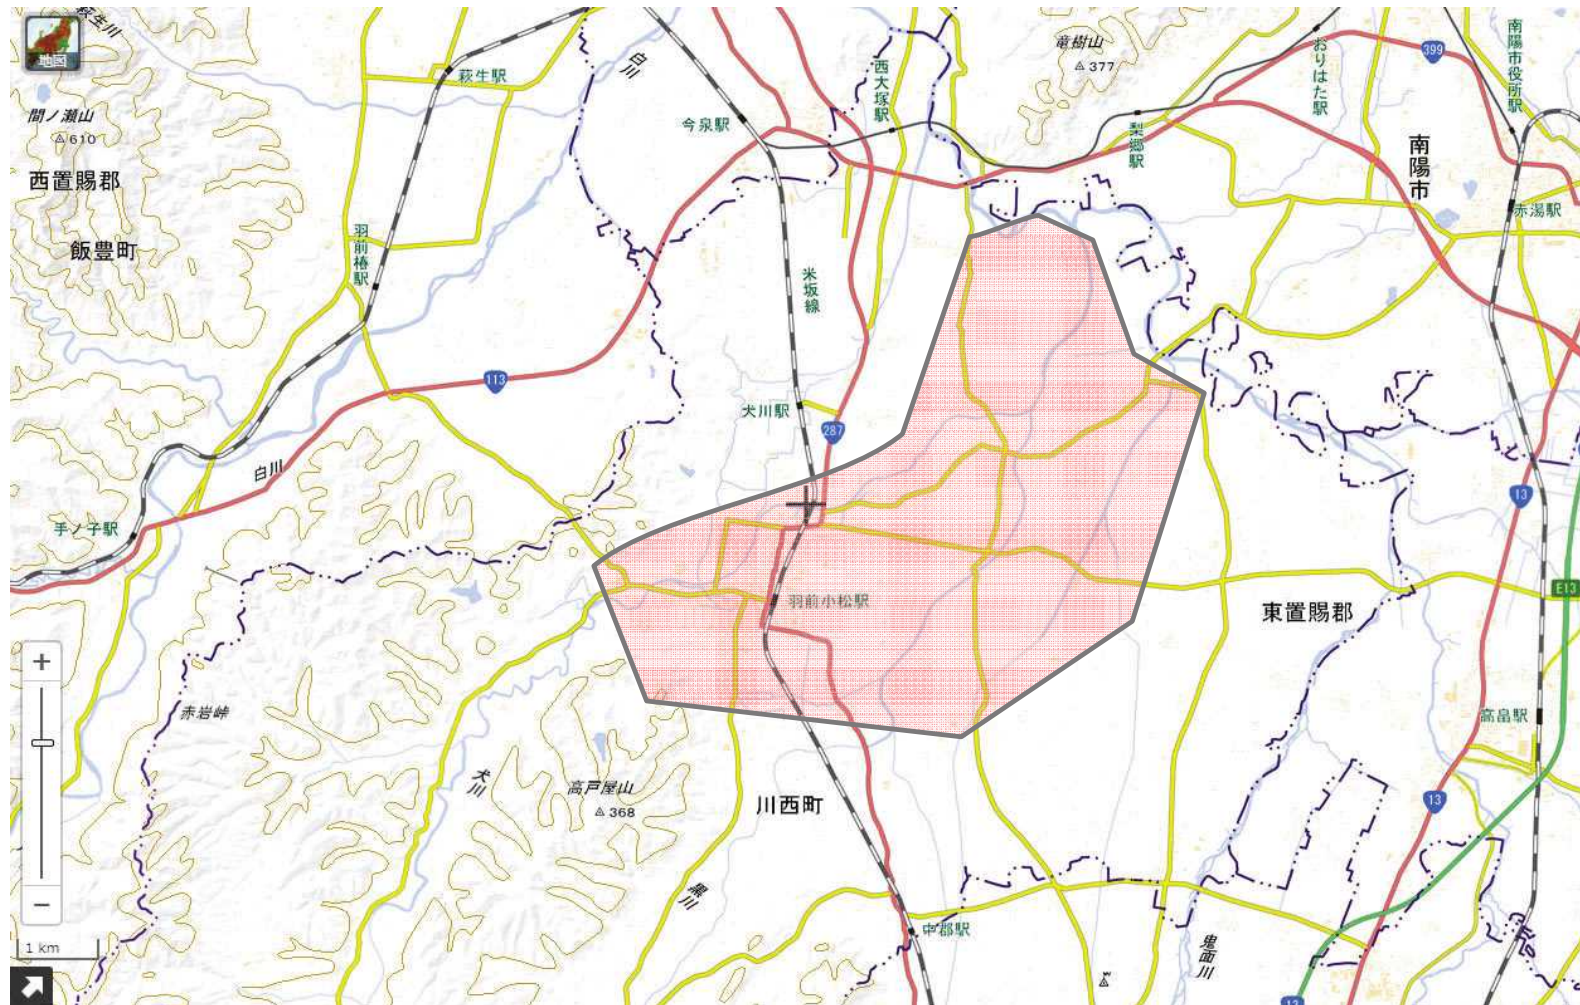 地図
萩生川
萩生駅
白川
今泉駅
西大塚駅
竜樹山
377
おりはた駅
399
南陽市役所駅
梨郷駅
南陽市
赤湯駅
間ノ瀬山
610
西置賜郡
飯豊町
羽前椿駅
米坂線
113
犬川駅
287
白川
手ノ子駅
13
羽前小松駅
東置賜郡
E13
+
−
赤岩峠
高畠駅
犬川
高戸屋山
368
川西町
13
黒川
中郡駅
鬼面川
1 km
13